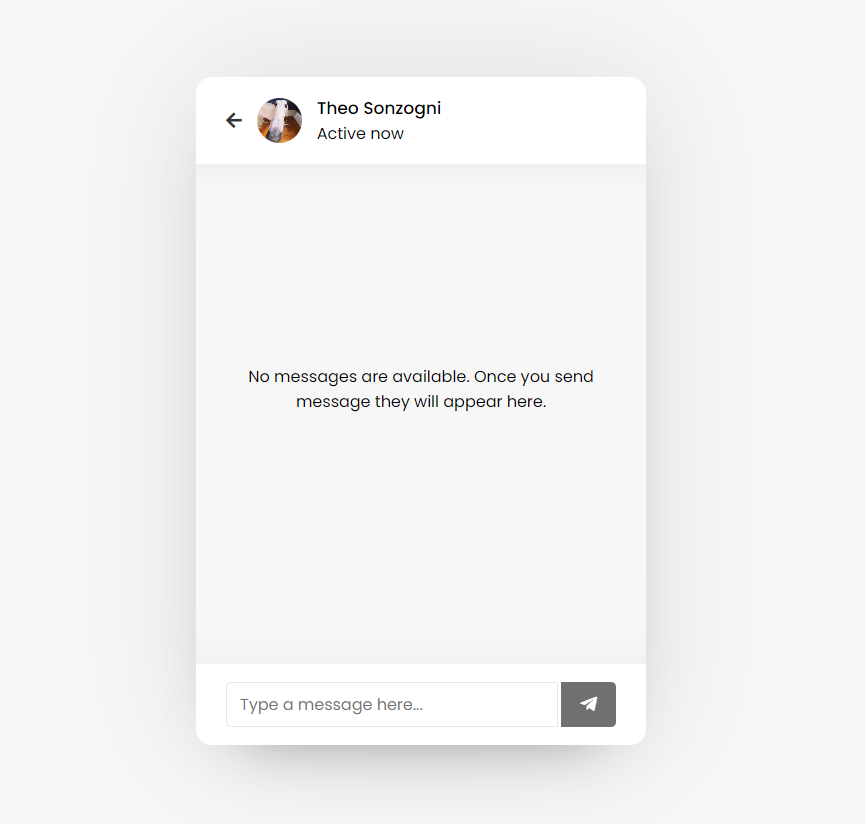 Theo Sonzogni
Active now
No messages are available. Once you send
message they will appear here.
Type a message here...